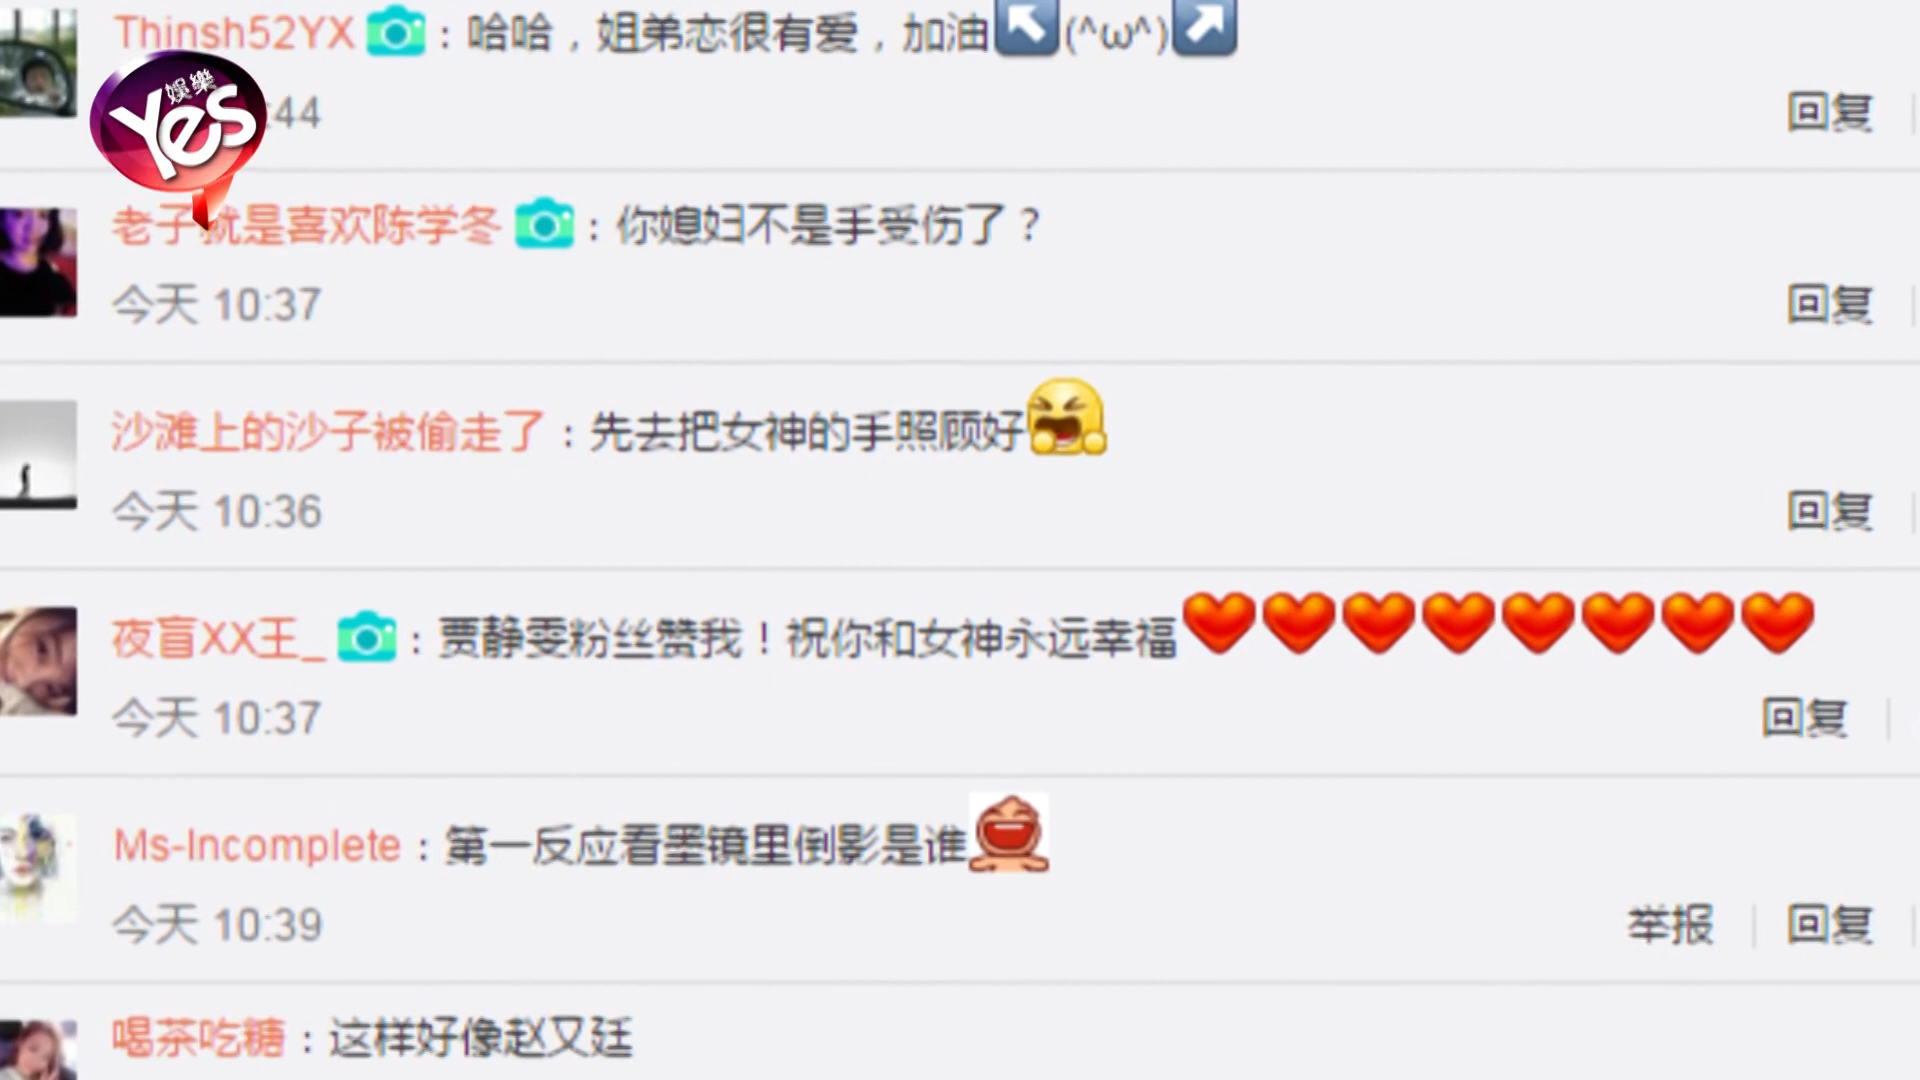 Thinsh52YX：哈哈，姐弟恋很有爱，加油(^ω^)
娱樂
Yes
:44
回复
老子就是喜欢陈学冬：你媳妇不是手受伤了？
今天 10:37
回复
沙滩上的沙子被偷走了：先去把女神的手照顾好
今天 10:36
回复
夜盲XX王_：贾静雯粉丝赞我！祝你和女神永远幸福
今天 10:37
回复
Ms-Incomplete：第一反应看墨镜里倒影是谁
今天 10:39
举报 回复
喝茶吃糖：这样好像赵又廷